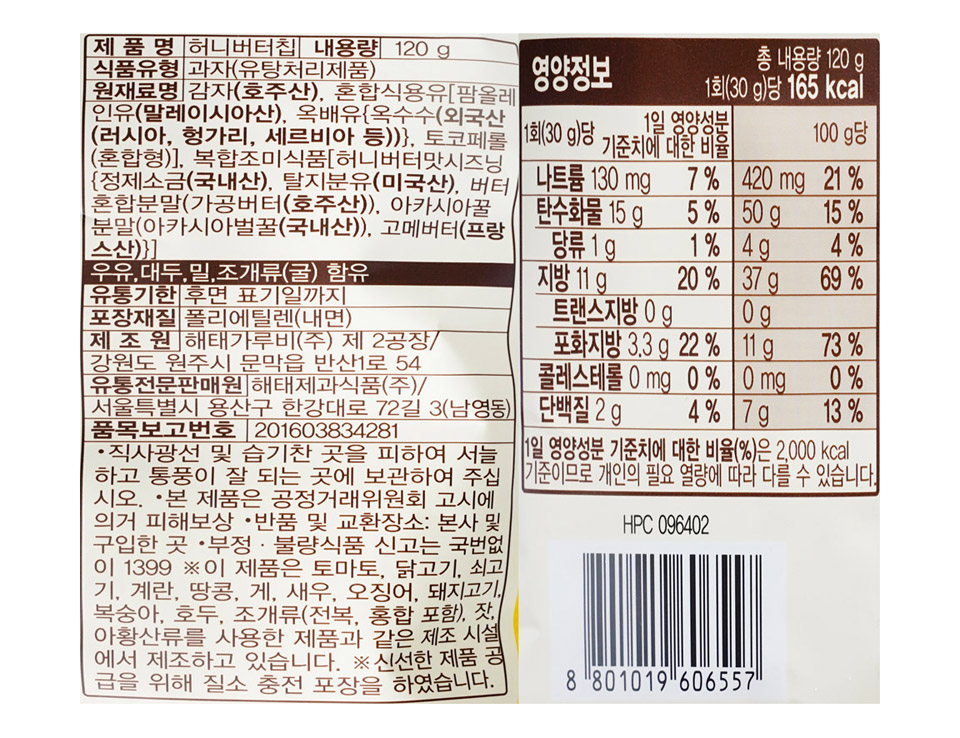 제 품 명 허니버터칩 내용량 120 g
식품유형 과자(유탕처리제품)
원재료명 감자(호주산), 혼합식용유[팜올레
인유(말레이시아산), 옥배유{옥수수(외국산
(러시아, 헝가리, 세르비아 등))}, 토코페롤
(혼합형)], 복합조미식품[허니버터맛시즈닝
{정제소금(국내산), 탈지분유(미국산), 버터
혼합분말(가공버터(호주산)), 아카시아꿀
분말(아카시아벌꿀(국내산)), 고메버터(프랑
스산)}]
우유,대두,밀,조개류(굴) 함유
유통기한 후면 표기일까지
포장재질 폴리에틸렌(내면)
제 조 원 해태가루비(주) 제 2공장/
강원도 원주시 문막읍 반산1로 54
유통전문판매원 해태제과식품(주)/
서울특별시 용산구 한강대로 72길 3(남영동)
품목보고번호 201603834281
•직사광선 및 습기찬 곳을 피하여 서늘
하고 통풍이 잘 되는 곳에 보관하여 주십
시오. •본 제품은 공정거래위원회 고시에
의거 피해보상 •반품 및 교환장소: 본사 및
구입한 곳 •부정 · 불량식품 신고는 국번없
이 1399 ※이 제품은 토마토, 닭고기, 쇠고
기, 계란, 땅콩, 게, 새우, 오징어, 돼지고기,
복숭아, 호두, 조개류(전복, 홍합 포함), 잣,
아황산류를 사용한 제품과 같은 제조 시설
에서 제조하고 있습니다. ※신선한 제품 공
급을 위해 질소 충전 포장을 하였습니다.
영양정보
총 내용량 120 g
1회(30 g)당 165 kcal
1회(30 g)당 1일 영양성분 기준치에 대한 비율 100 g당
나트륨 130 mg 7 % 420 mg 21 %
탄수화물 15 g 5 % 50 g 15 %
당류 1 g 1 % 4 g 4 %
지방 11 g 20 % 37 g 69 %
트랜스지방 0 g 0 g
포화지방 3.3 g 22 % 11 g 73 %
콜레스테롤 0 mg 0 % 0 mg 0 %
단백질 2 g 4 % 7 g 13 %
1일 영양성분 기준치에 대한 비율(%)은 2,000 kcal
기준이므로 개인의 필요 열량에 따라 다를 수 있습니다.
HPC 096402
8 801019 606557